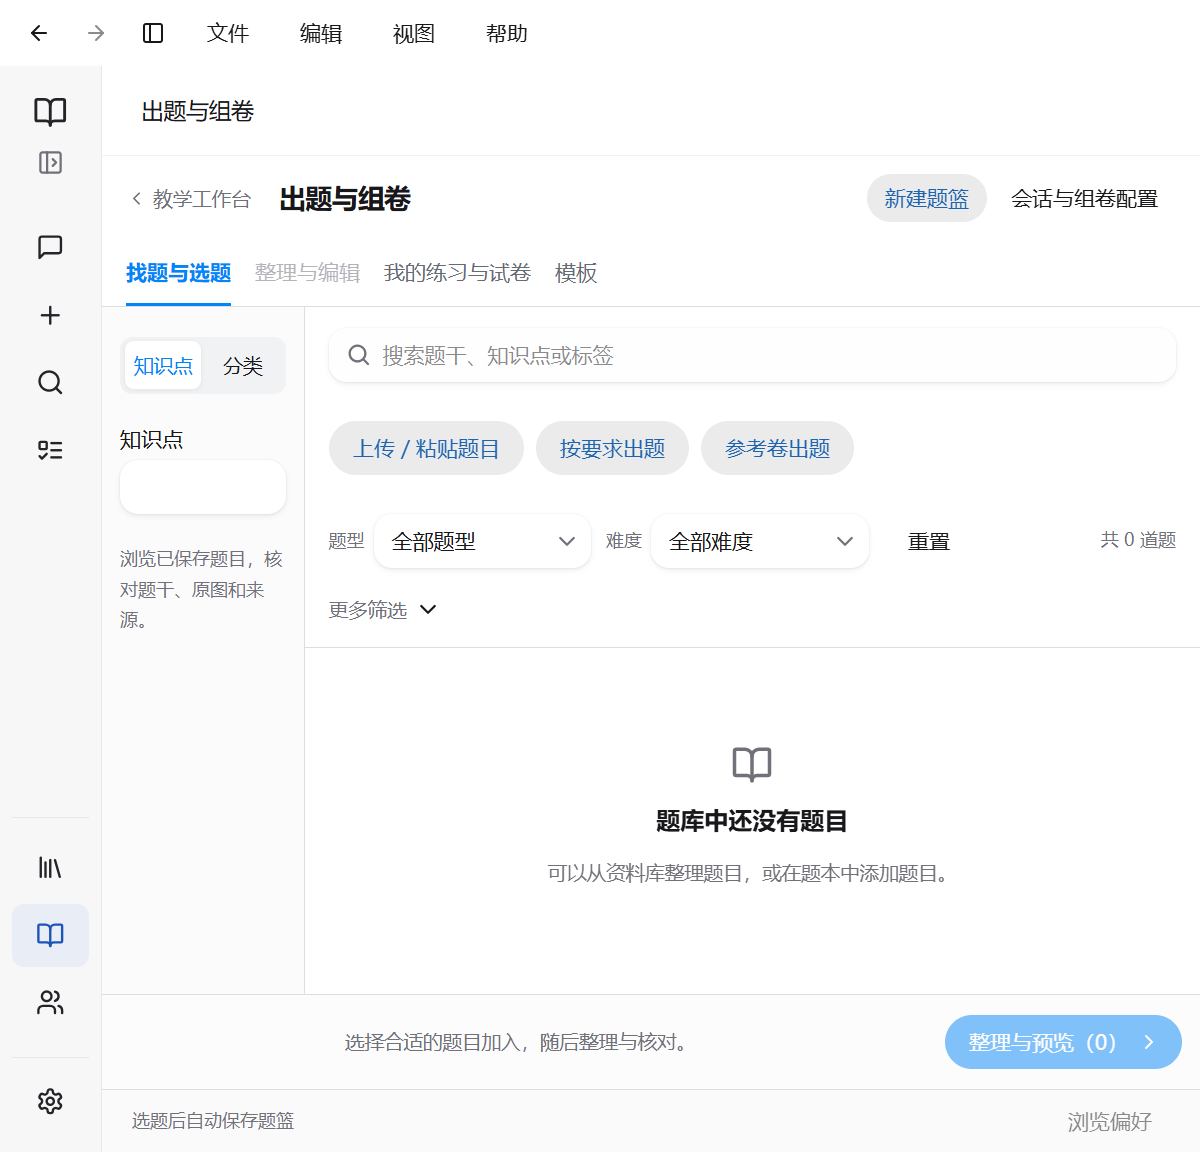 文件 编辑 视图 帮助
出题与组卷
教学工作台 出题与组卷 新建题篮 会话与组卷配置
找题与选题 整理与编辑 我的练习与试卷 模板
知识点 分类
搜索题干、知识点或标签
知识点
上传 / 粘贴题目 按要求出题 参考卷出题
浏览已保存题目，核
对题干、原图和来
源。
题型 全部题型 难度 全部难度 重置 共 0 道题
更多筛选
题库中还没有题目
可以从资料库整理题目，或在题本中添加题目。
选择合适的题目加入，随后整理与核对。 整理与预览（0）
选题后自动保存题篮 浏览偏好